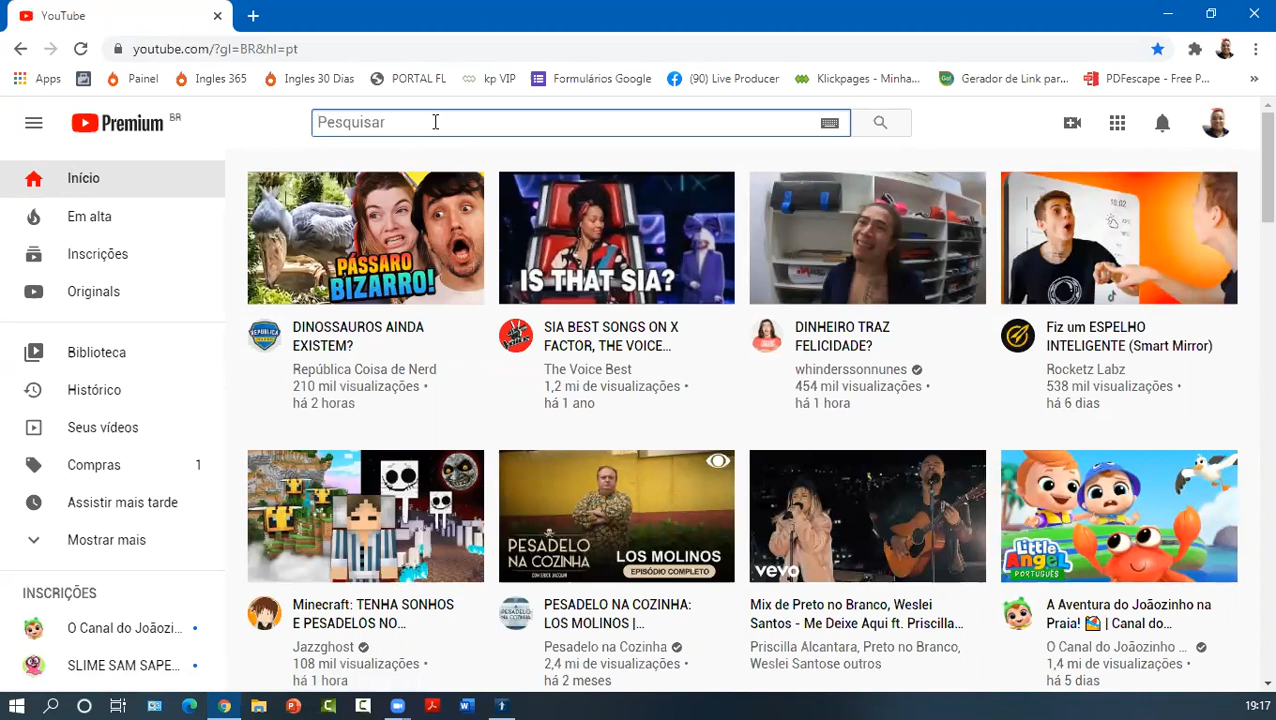 YouTube
youtube.com/?gl=BR&hl=pt
Apps
Painel
Ingles 365
Ingles 30 Dias
PORTAL FL
kp VIP
Formulários Google
(90) Live Producer
Klickpages - Minha...
Gerador de Link par...
PDFescape - Free P...
Premium BR
Pesquisar
Início
Em alta
Inscrições
Originals
Biblioteca
Histórico
Seus vídeos
Compras 1
Assistir mais tarde
Mostrar mais
INSCRIÇÕES
O Canal do Joãozi...
SLIME SAM SAPE...
PÁSSARO
BIZARRO!
DINOSSAUROS AINDA
EXISTEM?
República Coisa de Nerd
210 mil visualizações •
há 2 horas
IS THAT SIA?
SIA BEST SONGS ON X
FACTOR, THE VOICE...
The Voice Best
1,2 mi de visualizações •
há 1 ano
DINHEIRO TRAZ
FELICIDADE?
whinderssonnunes
454 mil visualizações •
há 1 hora
10:02
Fiz um ESPELHO
INTELIGENTE (Smart Mirror)
Rocketz Labz
538 mil visualizações •
há 6 dias
Minecraft: TENHA SONHOS
E PESADELOS NO...
Jazzghost
108 mil visualizações •
há 1 hora
PESADELO
NA COZINHA
LOS MOLINOS
EPISÓDIO COMPLETO
PESADELO NA COZINHA:
LOS MOLINOS |...
Pesadelo na Cozinha
2,4 mi de visualizações •
há 2 meses
vevo
Mix de Preto no Branco, Weslei
Santos - Me Deixe Aqui ft. Priscilla...
Priscilla Alcantara, Preto no Branco,
Weslei Santose outros
Little
Angel
PORTUGUÊS
A Aventura do Joãozinho na
Praia! 🏖 | Canal do...
O Canal do Joãozinho ...
1,4 mi de visualizações •
há 5 dias
19:17